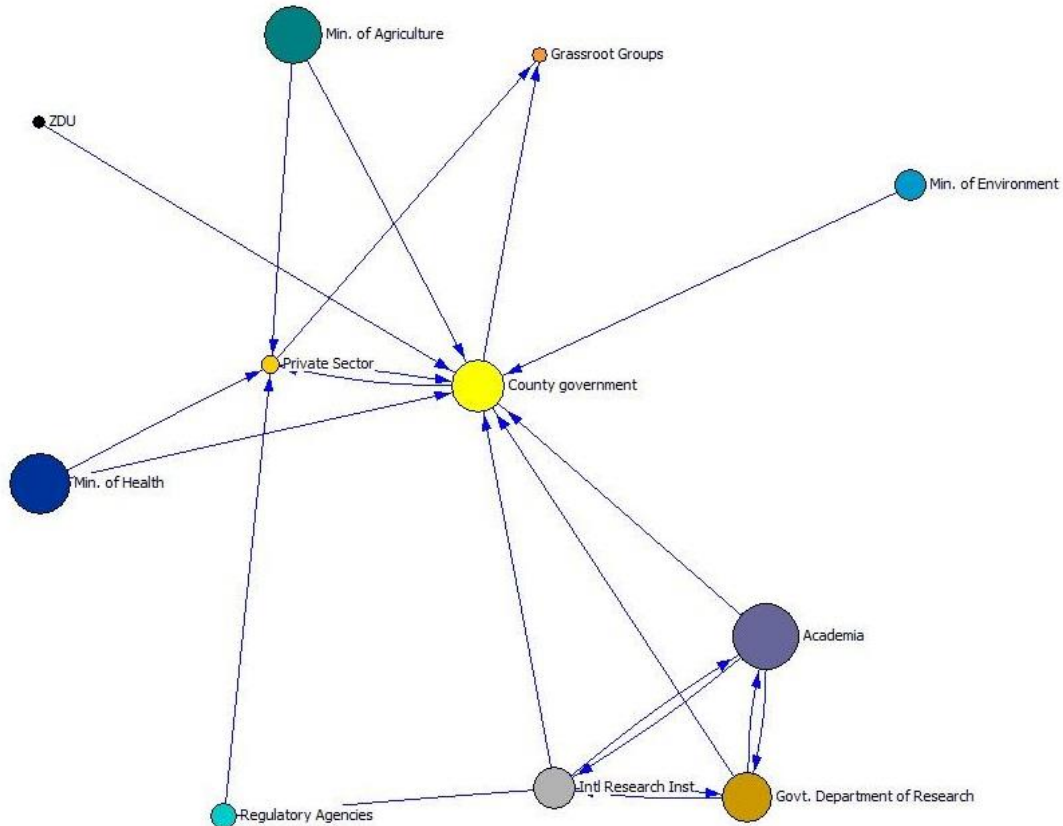 Min. of Agriculture
Grassroot Groups
ZDU
Min. of Environment
Private Sector
County government
Min. of Health
Academia
Intl Research Inst.
Govt. Department of Research
Regulatory Agencies